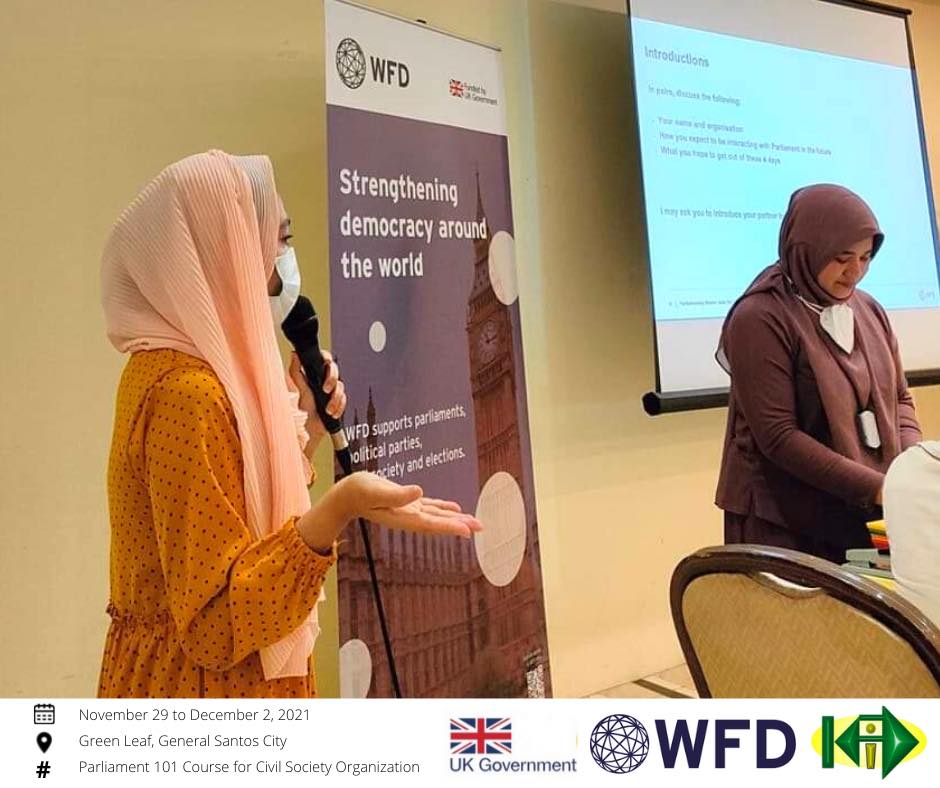 WFD
Funded by
UK Government
Strengthening
democracy around
the world
WFD supports parliaments,
political parties,
society and elections.
Introductions
In pairs, discuss the following:
Your name and organisation
How you expect to be interacting with Parliament in the future
What you hope to get out of these 4 days
I may ask you to introduce your partner
November 29 to December 2, 2021
Green Leaf, General Santos City
# Parliament 101 Course for Civil Society Organization
UK Government
WFD
KAD